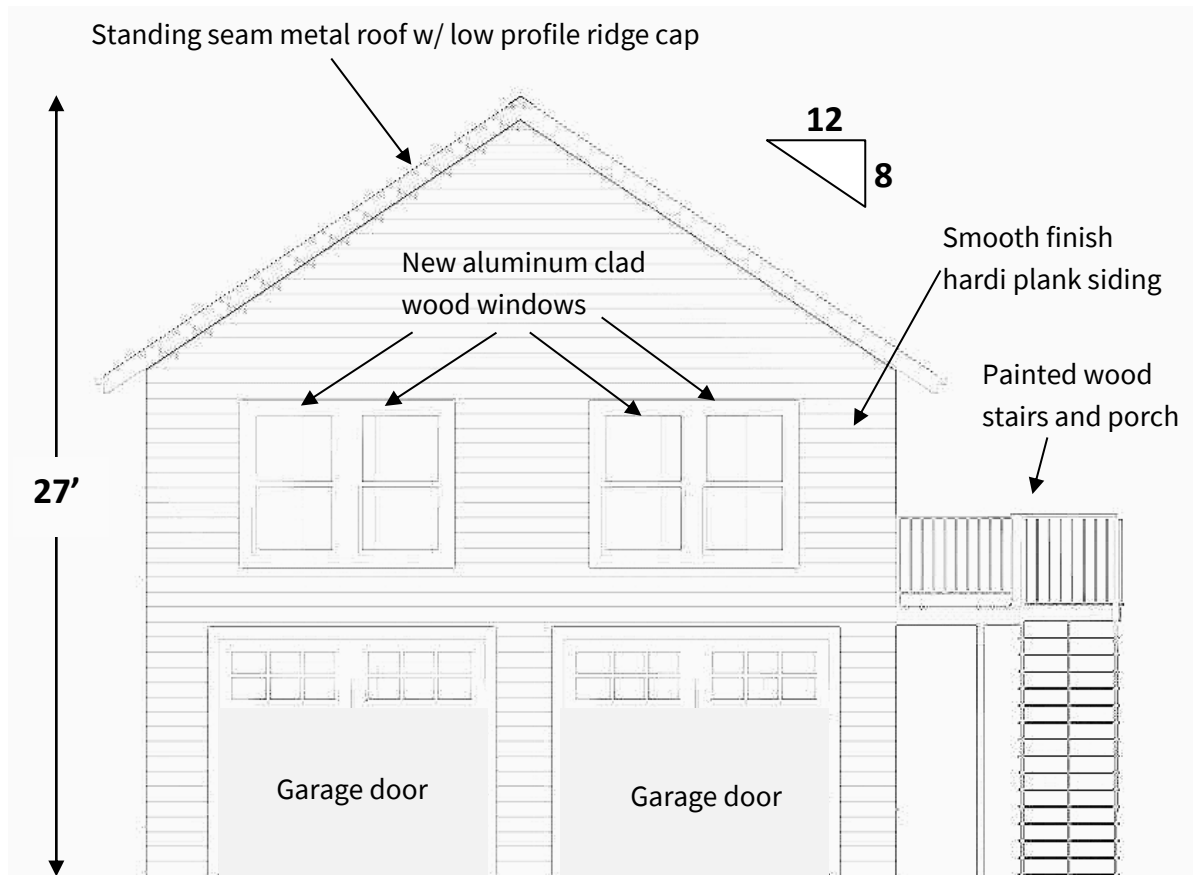 Standing seam metal roof w/ low profile ridge cap
12
8
Smooth finish
hardi plank siding
New aluminum clad
wood windows
Painted wood
stairs and porch
27’
Garage door
Garage door